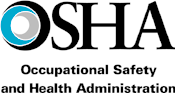 OSHA
Occupational Safety
and Health Administration